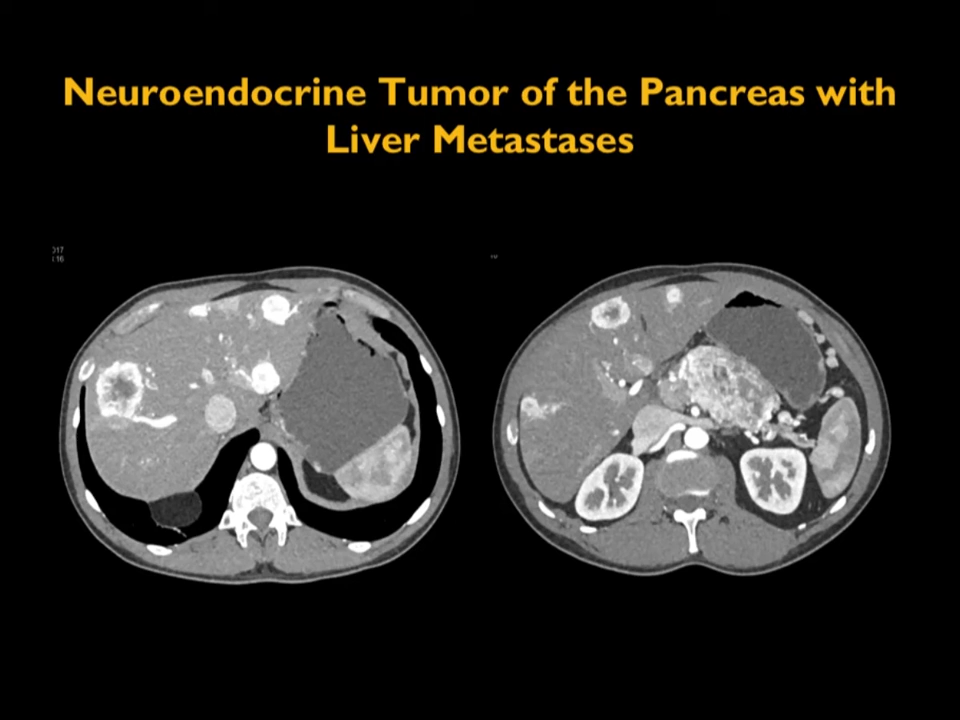 Neuroendocrine Tumor of the Pancreas with
Liver Metastases